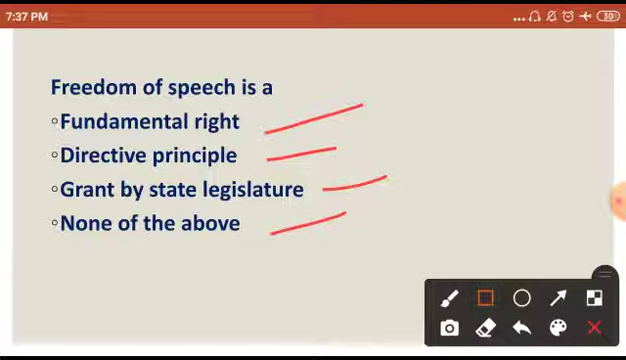 7:37 PM
30
Freedom of speech is a
◦Fundamental right
◦Directive principle
◦Grant by state legislature
◦None of the above